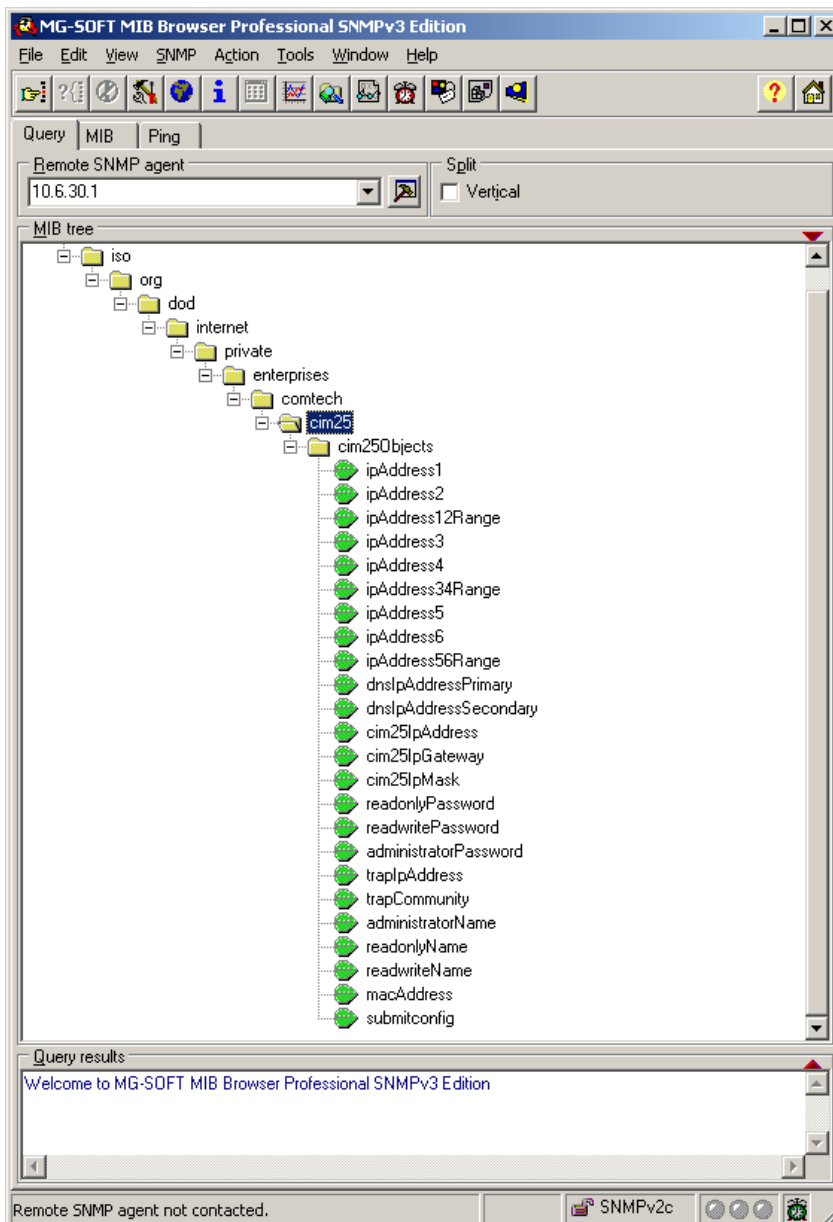 MG-SOFT MIB Browser Professional SNMPv3 Edition
File Edit View SNMP Action Tools Window Help
Query MIB Ping
Remote SNMP agent
Split
10.6.30.1
Vertical
MIB tree
iso
org
dod
internet
private
enterprises
comtech
cim25
cim25Objects
ipAddress1
ipAddress2
ipAddress12Range
ipAddress3
ipAddress4
ipAddress34Range
ipAddress5
ipAddress6
ipAddress56Range
dnsIpAddressPrimary
dnsIpAddressSecondary
cim25IpAddress
cim25IpGateway
cim25IpMask
readonlyPassword
readwritePassword
administratorPassword
trapIpAddress
trapCommunity
administratorName
readonlyName
readwriteName
macAddress
submitconfig
Query results
Welcome to MG-SOFT MIB Browser Professional SNMPv3 Edition
Remote SNMP agent not contacted.
SNMPv2c